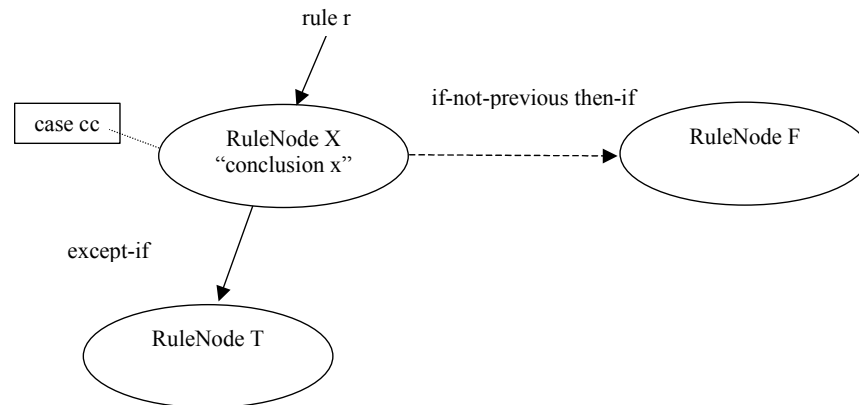 rule r
if-not-previous then-if
case cc
RuleNode X
“conclusion x”
RuleNode F
except-if
RuleNode T